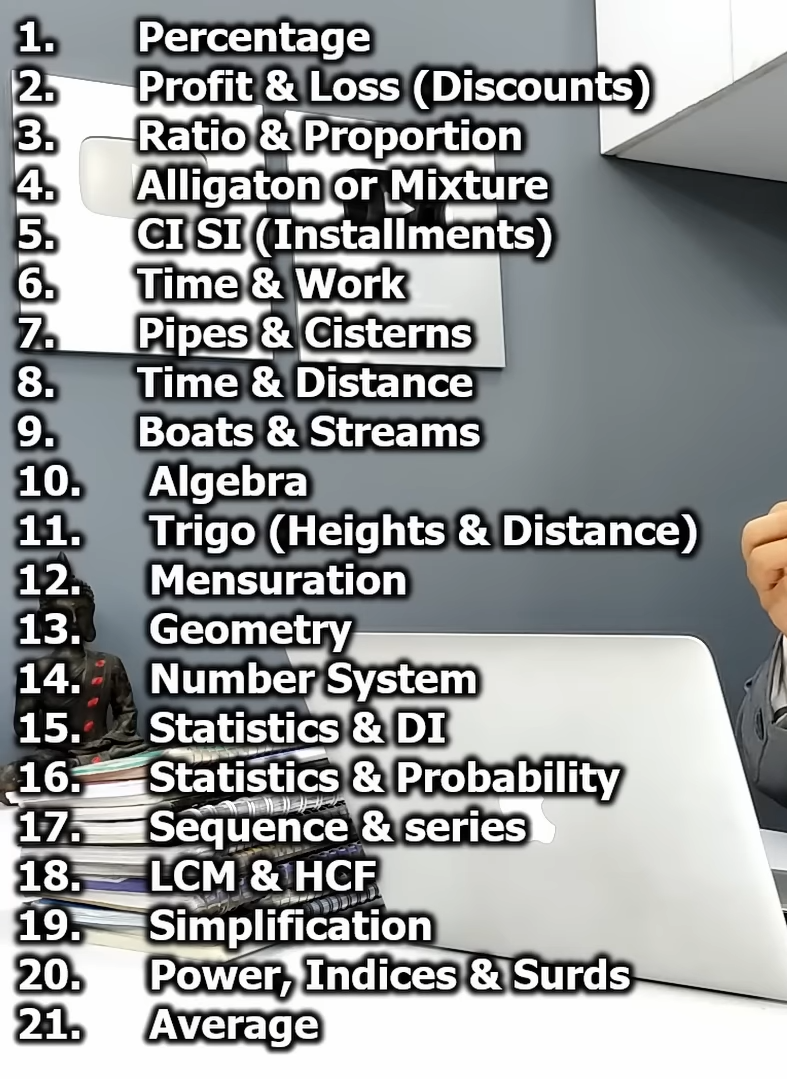 1. Percentage
2. Profit & Loss (Discounts)
3. Ratio & Proportion
4. Alligaton or Mixture
5. CI SI (Installments)
6. Time & Work
7. Pipes & Cisterns
8. Time & Distance
9. Boats & Streams
10. Algebra
11. Trigo (Heights & Distance)
12. Mensuration
13. Geometry
14. Number System
15. Statistics & DI
16. Statistics & Probability
17. Sequence & series
18. LCM & HCF
19. Simplification
20. Power, Indices & Surds
21. Average